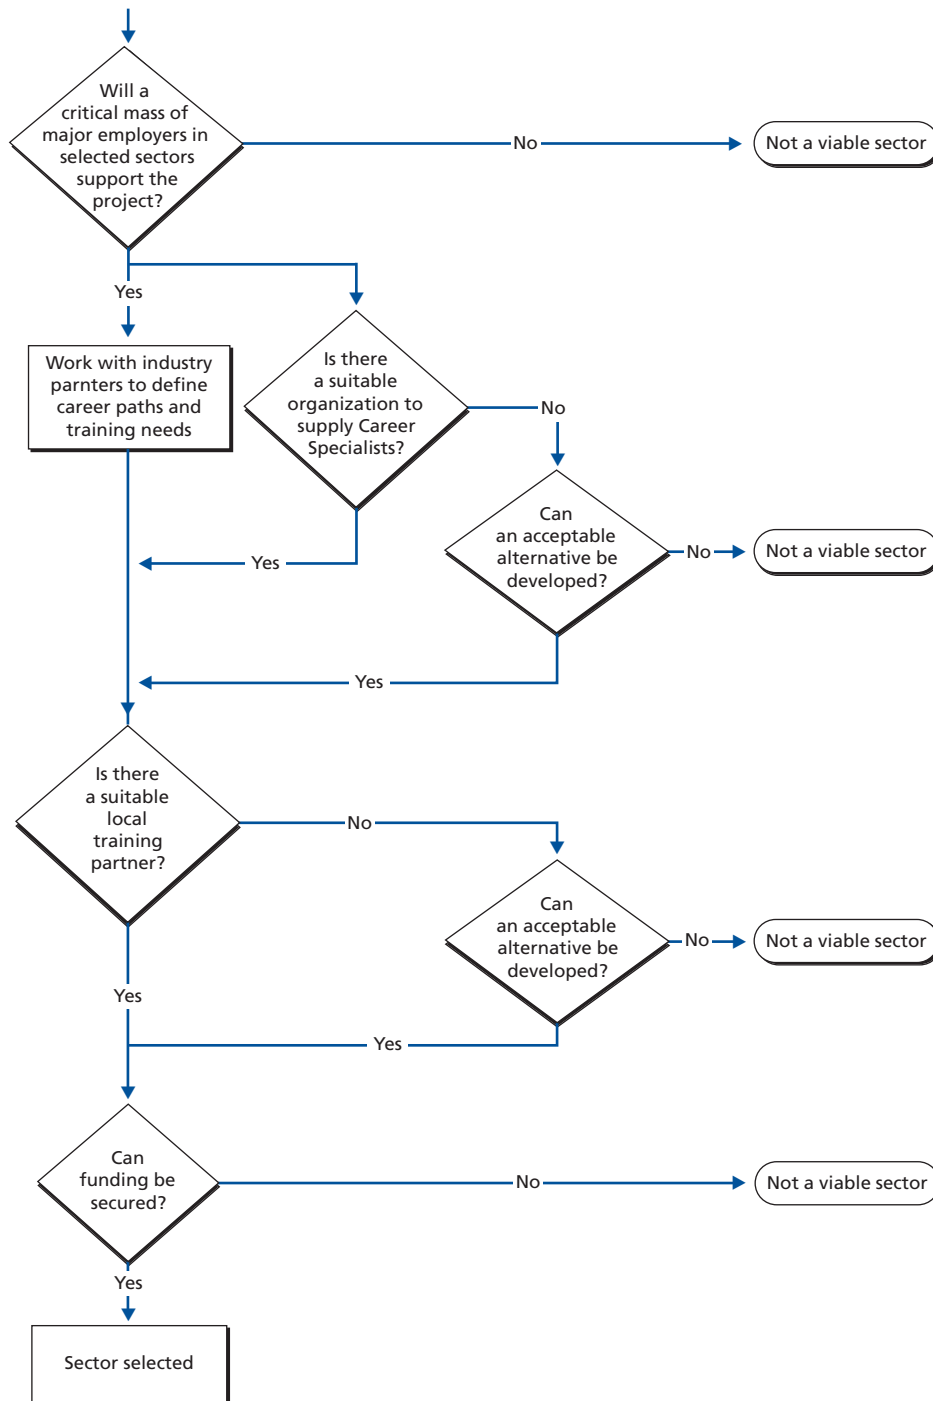 Will a
critical mass of
major employers in
selected sectors
support the
project?
No
Not a viable sector
Yes
Work with industry
parnters to define
career paths and
training needs
Is there
a suitable
organization to
supply Career
Specialists?
No
Can
an acceptable
alternative be
developed?
No
Not a viable sector
Yes
Yes
Is there
a suitable
local
training
partner?
No
Can
an acceptable
alternative be
developed?
No
Not a viable sector
Yes
Yes
Can
funding be
secured?
No
Not a viable sector
Yes
Sector selected